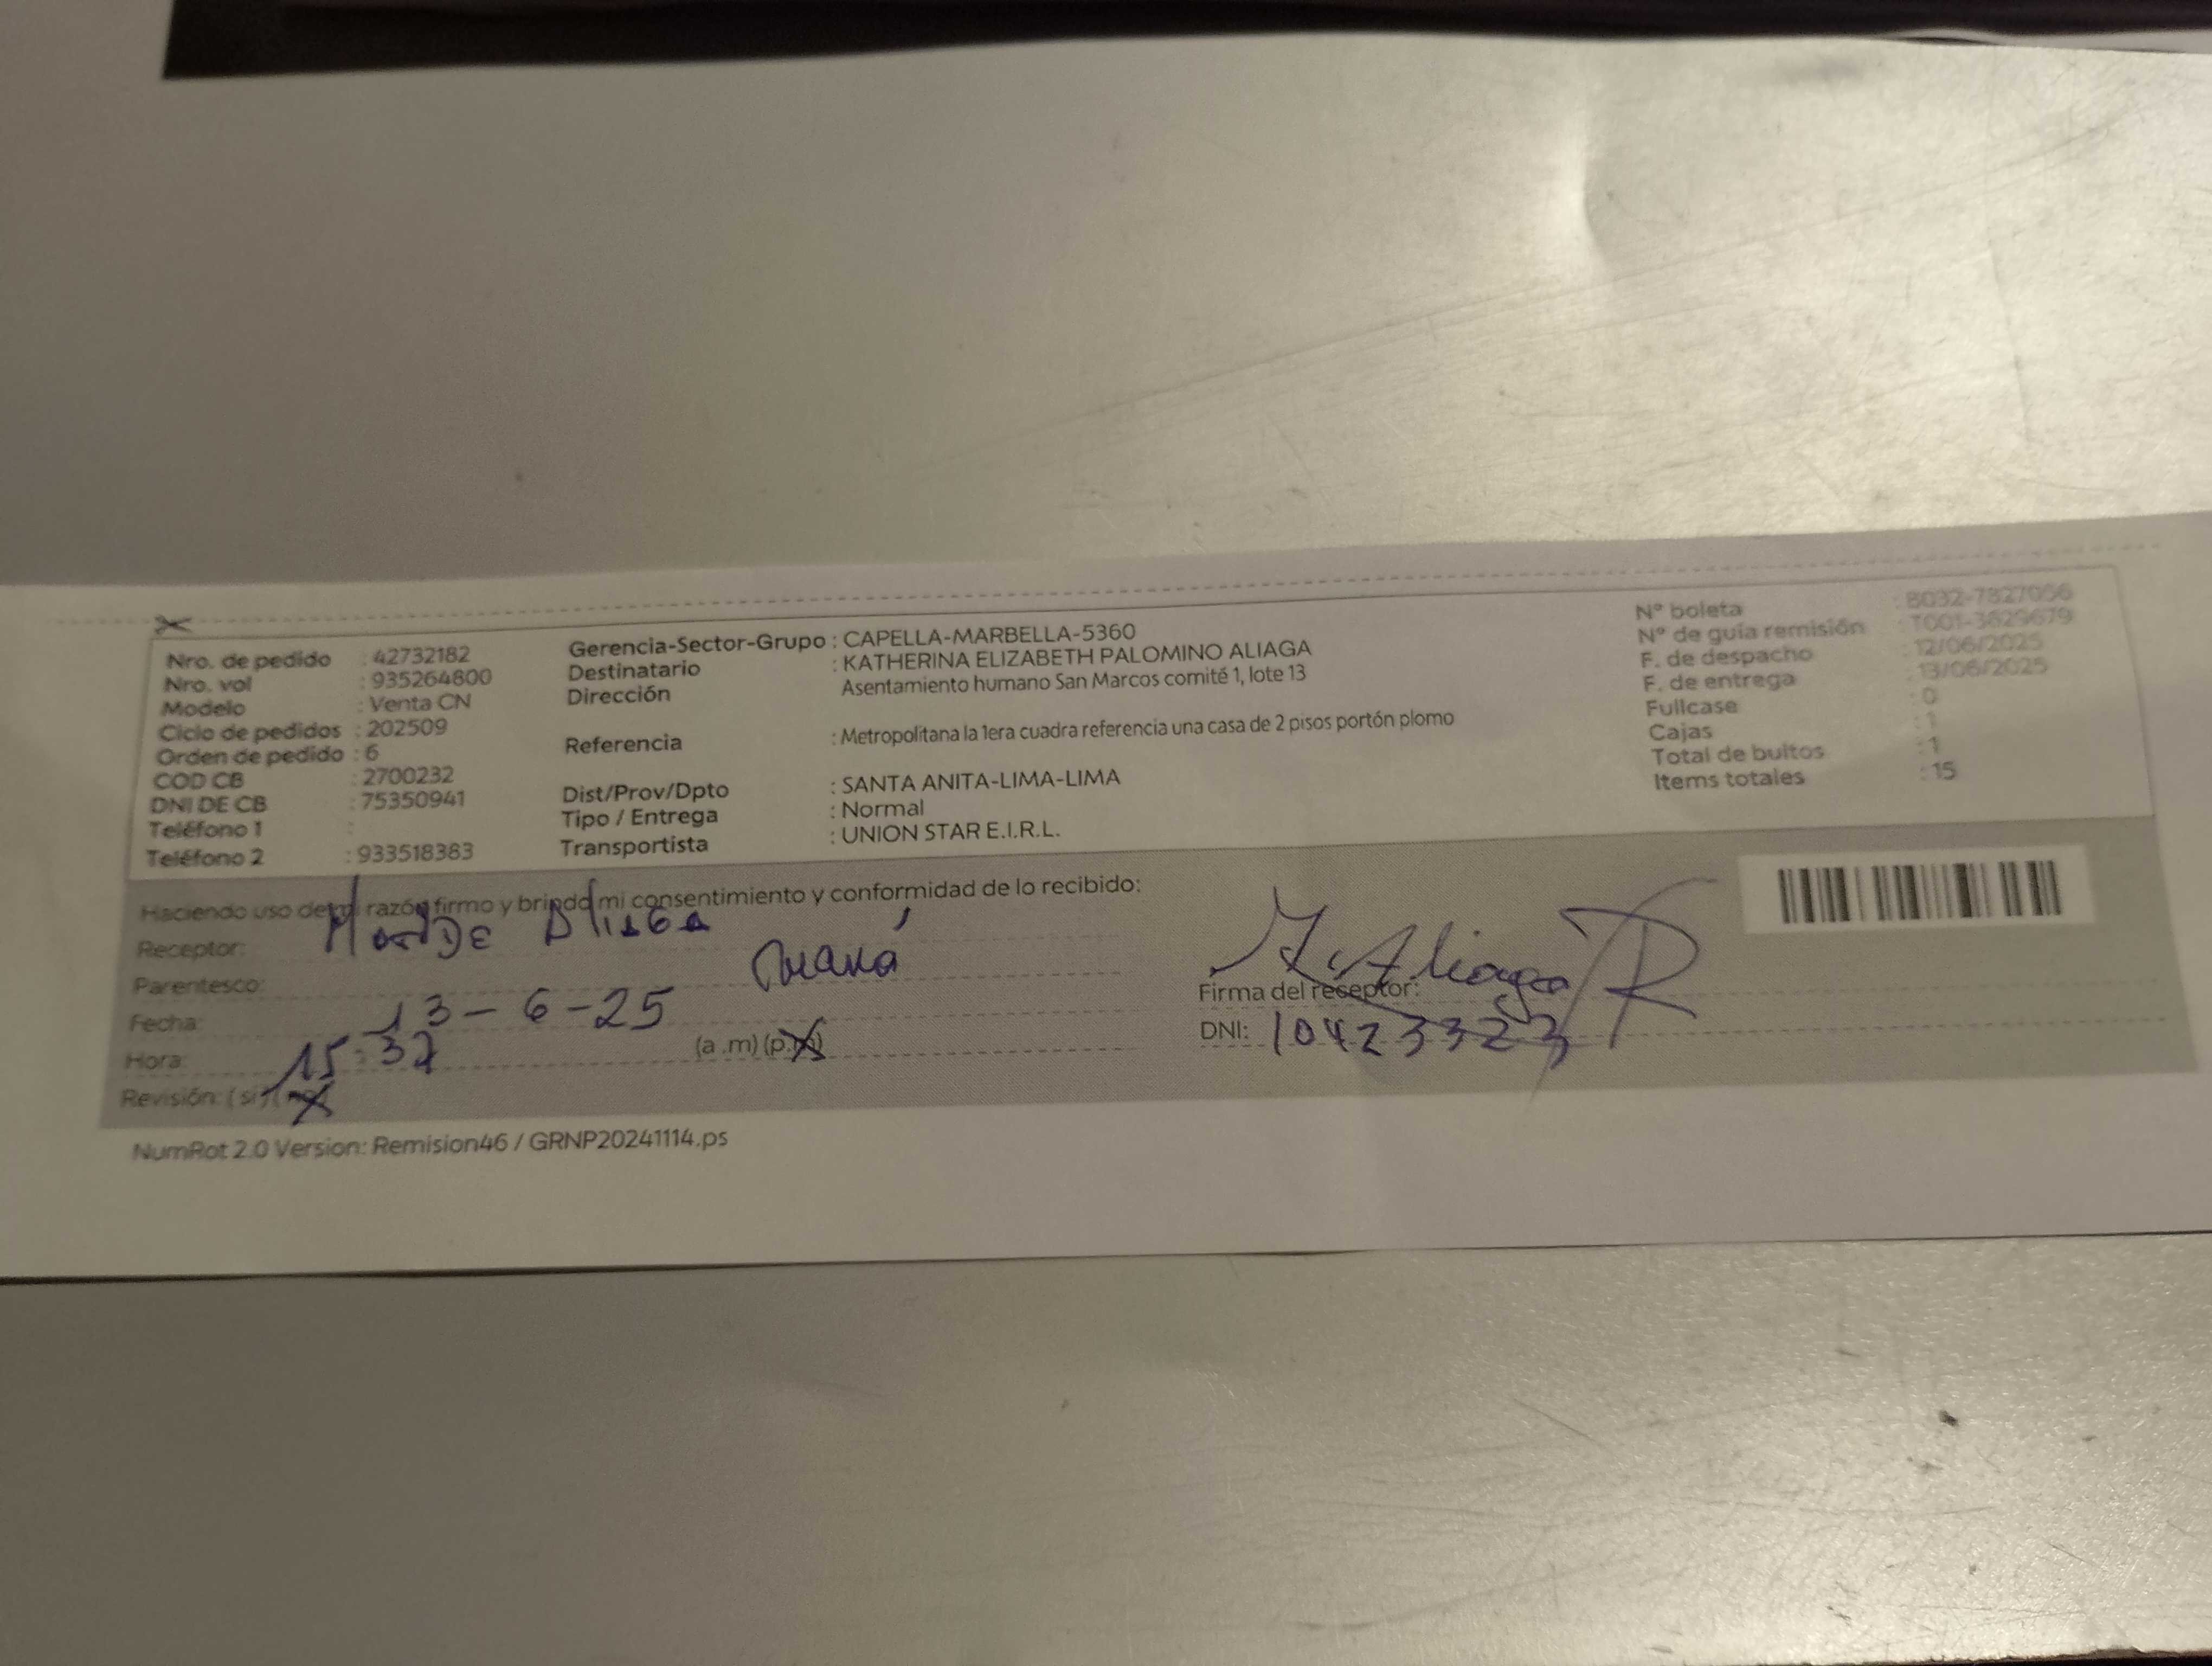 Nro. de pedido : 42732182
Nro. vol : 935264800
Modelo : Venta CN
Ciclo de pedidos : 202509
Orden de pedido : 6
COD CB : 2700232
DNI DE CB : 75350941
Teléfono 1 :
Teléfono 2 : 933518383
Gerencia-Sector-Grupo : CAPELLA-MARBELLA-5360
Destinatario : KATHERINA ELIZABETH PALOMINO ALIAGA
Dirección Asentamiento humano San Marcos comité 1, lote 13
Referencia : Metropolitana la 1era cuadra referencia una casa de 2 pisos portón plomo
Dist/Prov/Dpto : SANTA ANITA-LIMA-LIMA
Tipo / Entrega : Normal
Transportista : UNION STAR E.I.R.L.
N° boleta : B032-7827056
N° de guía remisión : T001-3629679
F. de despacho : 12/06/2025
F. de entrega : 13/06/2025
Fullcase : 0
Cajas : 1
Total de bultos : 1
Items totales : 15
Haciendo uso de mi razón firmo y brindo mi consentimiento y conformidad de lo recibido:
Receptor:
Parentesco: mamá
Fecha: 13-6-25
Hora: 15:37 (a .m) (p.m)
Revisión: ( si ) ( no )
Firma del receptor:
DNI: 10423323
NumRot 2.0 Version: Remision46 / GRNP20241114.ps